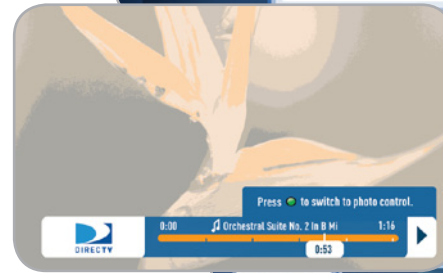 Press to switch to photo control.
0:00 Orchestral Suite No. 2 In B Mi 1:16
DIRECTV
0:53